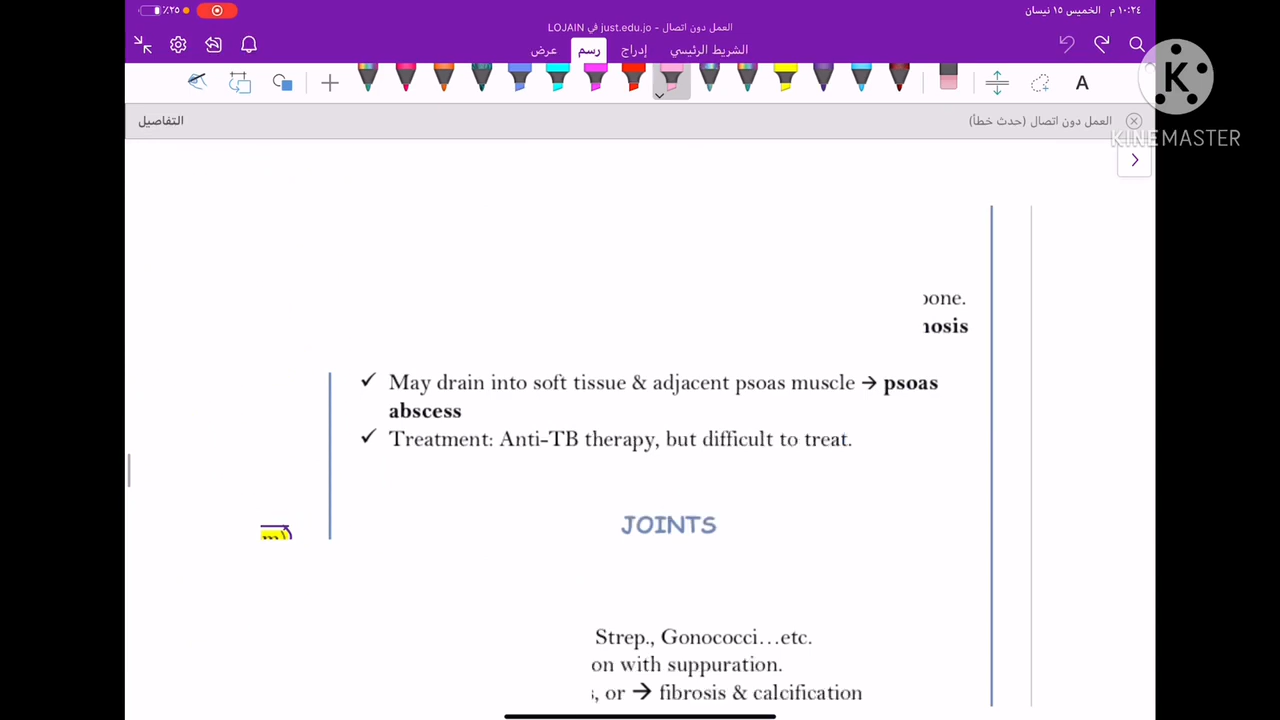 ١٠:٢٤ م الخميس ١٥ نيسان
٪٢٥
العمل دون اتصال - just.edu.jo في LOJAIN
الشريط الرئيسي إدراج رسم عرض
A
العمل دون اتصال (حدث خطأ)
التفاصيل
K
KINEMASTER
May drain into soft tissue & adjacent psoas muscle → psoas
abscess
Treatment: Anti-TB therapy, but difficult to treat.
JOINTS
Strep., Gonococci…etc.
on with suppuration.
, or → fibrosis & calcification